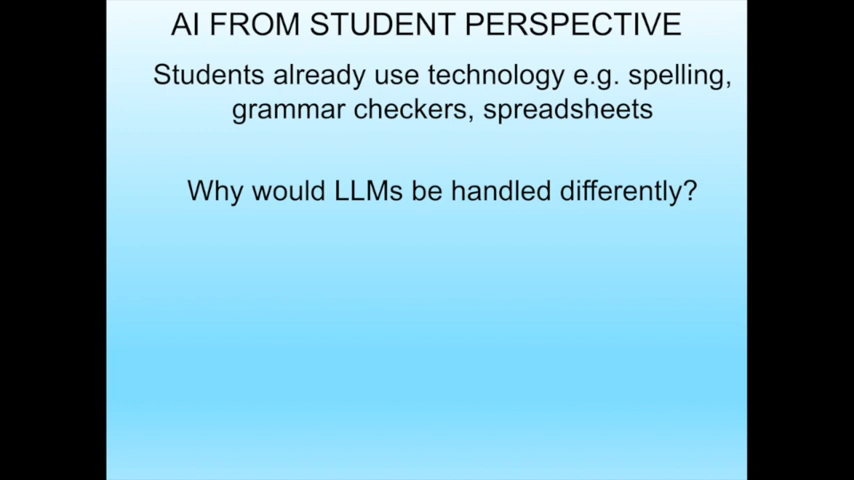 AI FROM STUDENT PERSPECTIVE
Students already use technology e.g. spelling,
grammar checkers, spreadsheets
Why would LLMs be handled differently?